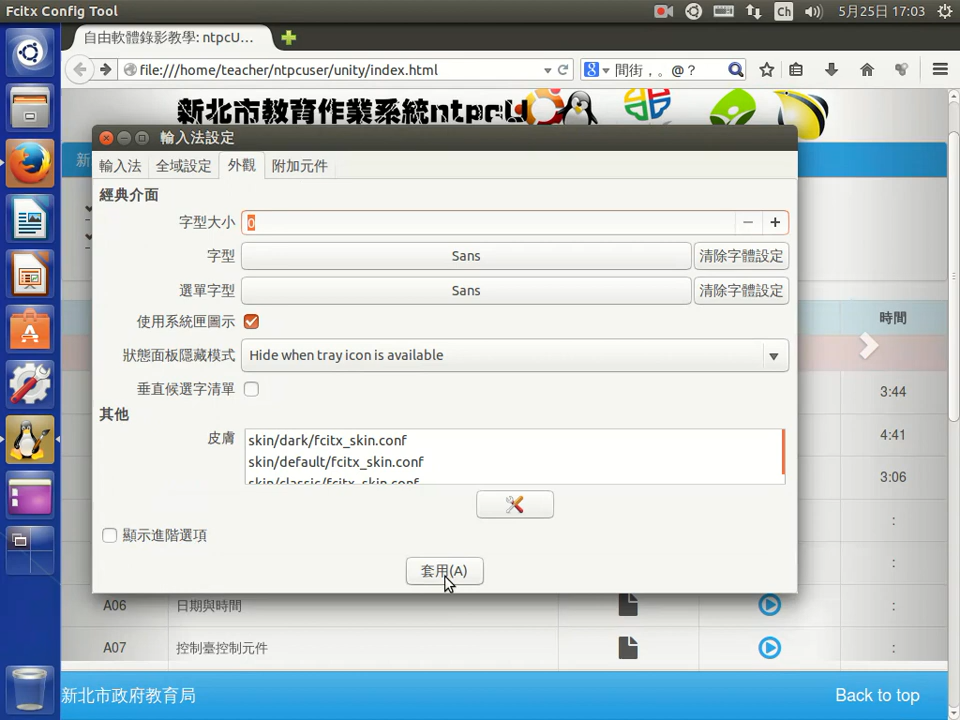 Fcitx Config Tool
Ch
5月25日 17:03
自由軟體錄影教學: ntpcU...
file:///home/teacher/ntpcuser/unity/index.html
間街，。@？
新北市教育作業系統ntpcU
新
輸入法設定
輸入法 全域設定 外觀 附加元件
經典介面
字型大小 0
字型 Sans 清除字體設定
選單字型 Sans 清除字體設定
使用系統匣圖示
狀態面板隱藏模式 Hide when tray icon is available
垂直候選字清單
其他
皮膚 skin/dark/fcitx_skin.conf
skin/default/fcitx_skin.conf
skin/classic/fcitx_skin.conf
顯示進階選項
套用(A)
時間
3:44
4:41
3:06
:
:
A06 日期與時間 :
A07 控制臺控制元件 :
新北市政府教育局 Back to top